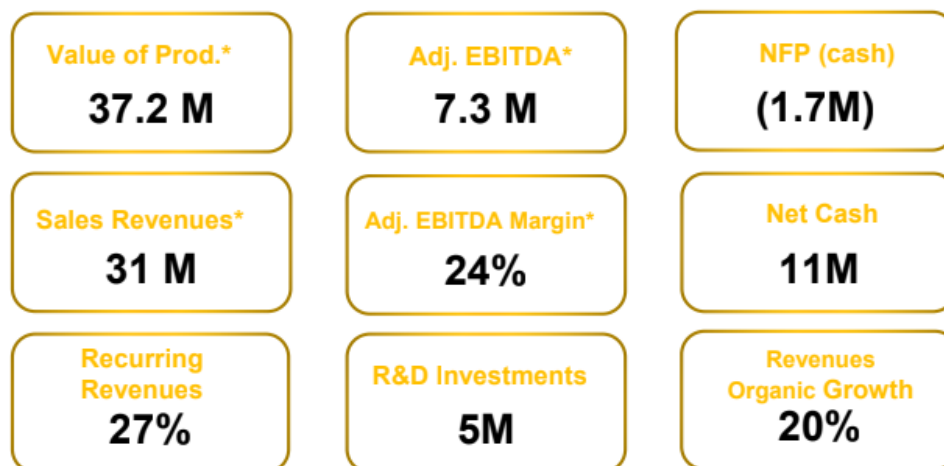 Value of Prod.*
37.2 M
Adj. EBITDA*
7.3 M
NFP (cash)
(1.7M)
Sales Revenues*
31 M
Adj. EBITDA Margin*
24%
Net Cash
11M
Recurring
Revenues
27%
R&D Investments
5M
Revenues
Organic Growth
20%